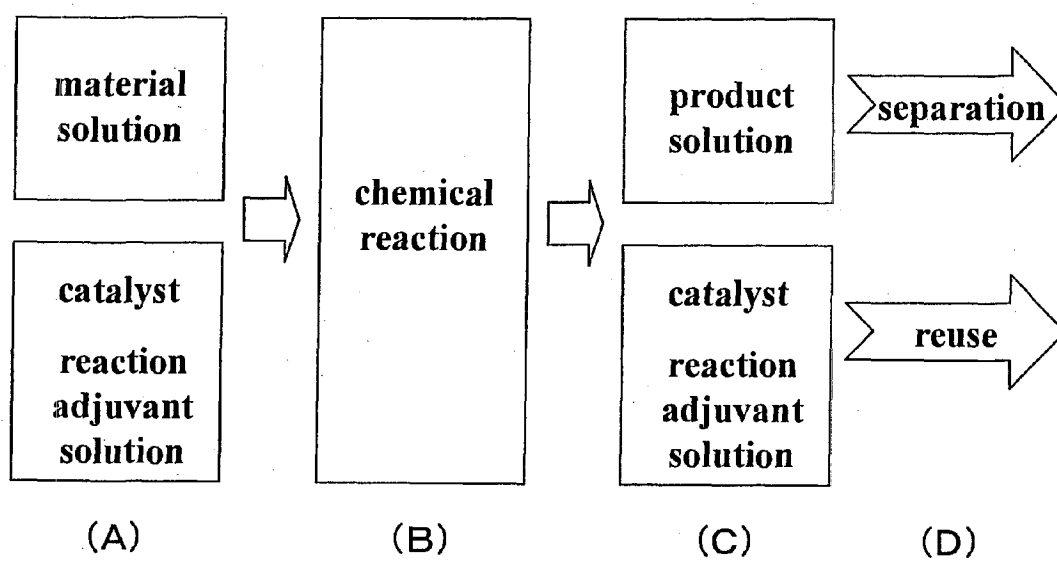 material
solution
catalyst
reaction
adjuvant
solution
chemical
reaction
product
solution
catalyst
reaction
adjuvant
solution
separation
reuse
(A)
(B)
(C)
(D)